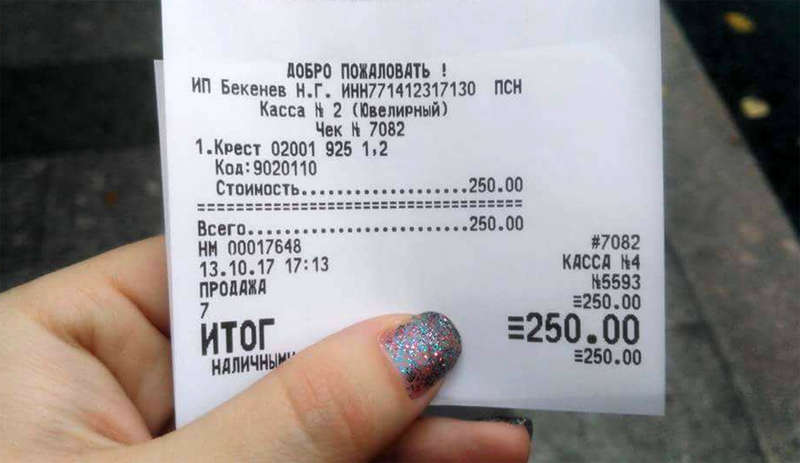 ДОБРО ПОЖАЛОВАТЬ !
ИП Бекенев Н.Г. ИНН771412317130 ПСН
Касса № 2 (Ювелирный)
Чек № 7082
1.Крест 02001 925 1,2
Код:9020110
Стоимость......................250.00
======================================
Всего..........................250.00
НМ 00017648 #7082
13.10.17 17:13 КАССА №4
ПРОДАЖА №5593
7 ≡250.00
ИТОГ ≡250.00
НАЛИЧНЫМИ ≡250.00